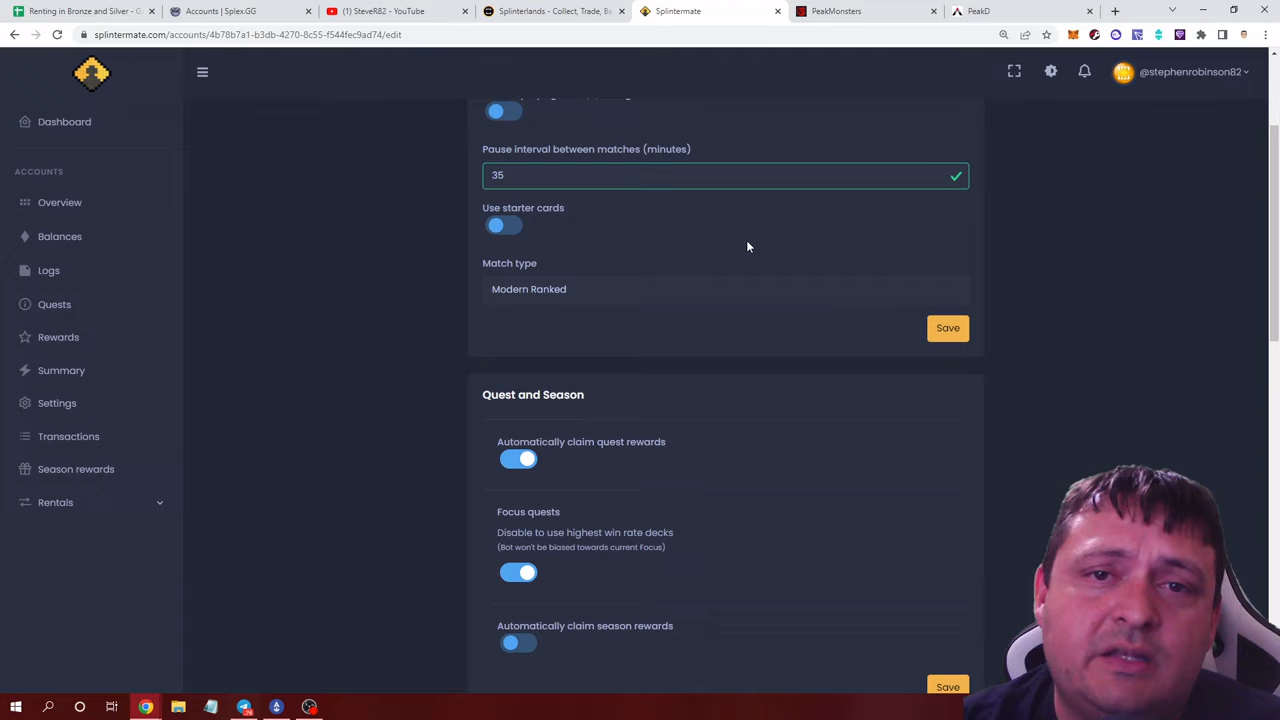 Renting in Bronze and Silver - G
Accounts | Splex.GG
(1) SteveR82 - YouTube
Splinterlands - Collect, Trade, Ba
Splintermate
PeakMonsters
PeakD
splintermate.com/accounts/4b78b7a1-b3db-4270-8c55-f544fec9ad74/edit
@stephenrobinson82
Dashboard
ACCOUNTS
Overview
Balances
Logs
Quests
Rewards
Summary
Settings
Transactions
Season rewards
Rentals
Pause interval between matches (minutes)
35
Use starter cards
Match type
Modern Ranked
Save
Quest and Season
Automatically claim quest rewards
Focus quests
Disable to use highest win rate decks
(Bot won't be biased towards current Focus)
Automatically claim season rewards
Save